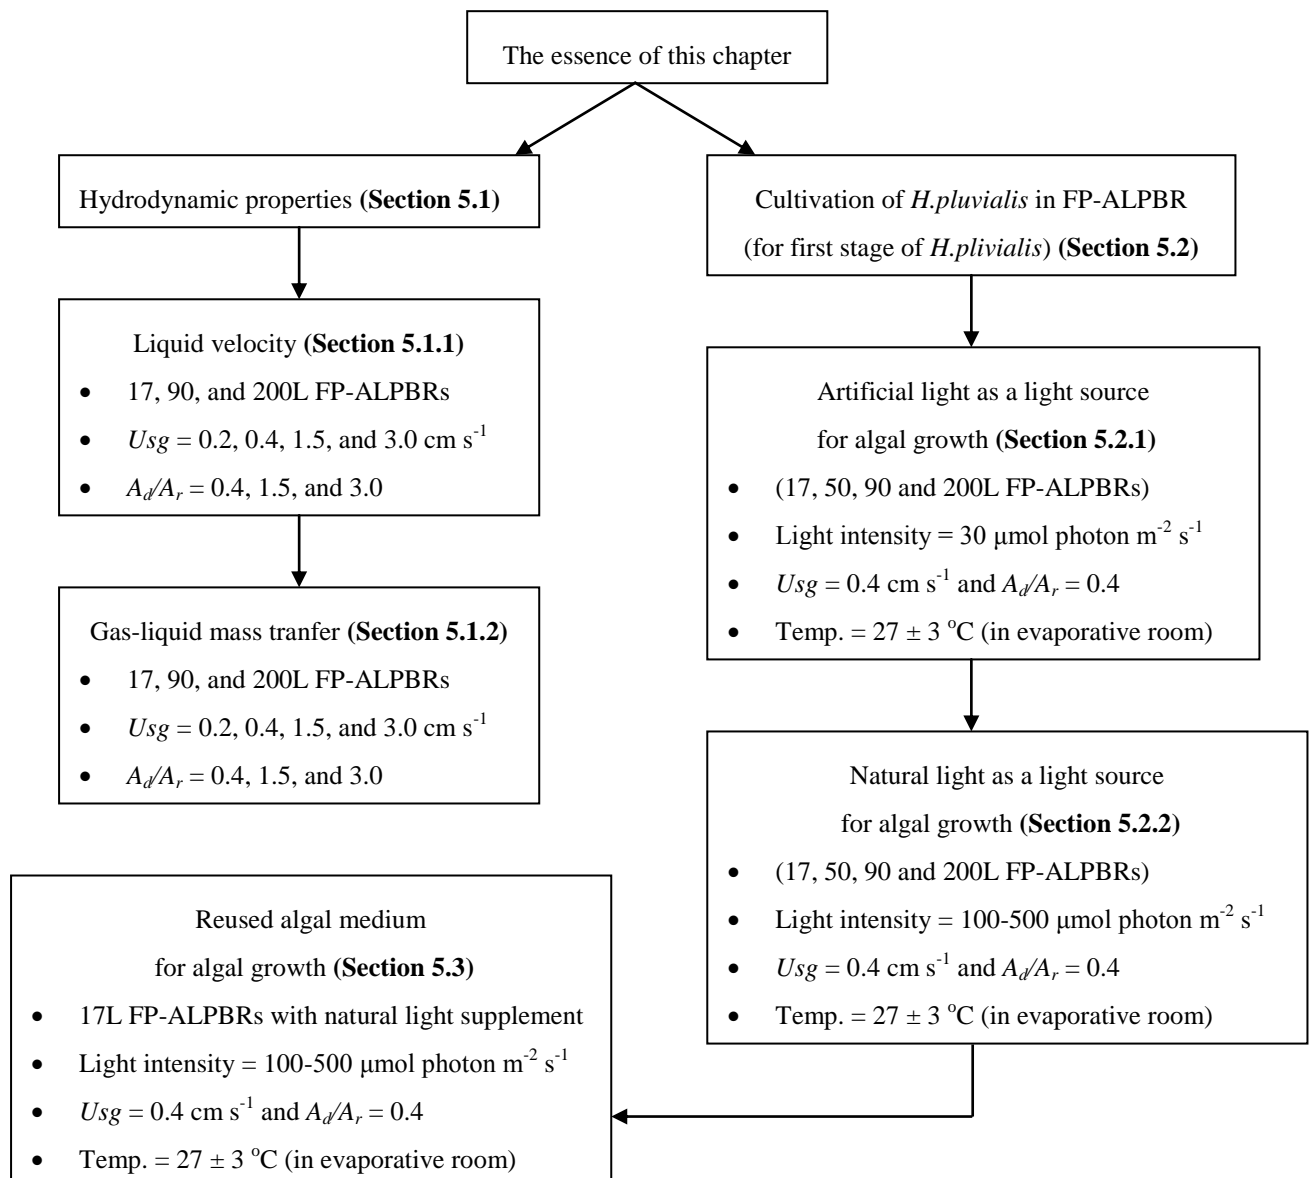 The essence of this chapter
Hydrodynamic properties (Section 5.1)
Liquid velocity (Section 5.1.1)
• 17, 90, and 200L FP-ALPBRs
• Usg = 0.2, 0.4, 1.5, and 3.0 cm s-1
• Ad/Ar = 0.4, 1.5, and 3.0
Gas-liquid mass tranfer (Section 5.1.2)
• 17, 90, and 200L FP-ALPBRs
• Usg = 0.2, 0.4, 1.5, and 3.0 cm s-1
• Ad/Ar = 0.4, 1.5, and 3.0
Cultivation of H.pluvialis in FP-ALPBR
(for first stage of H.plivialis) (Section 5.2)
Artificial light as a light source
for algal growth (Section 5.2.1)
• (17, 50, 90 and 200L FP-ALPBRs)
• Light intensity = 30 μmol photon m-2 s-1
• Usg = 0.4 cm s-1 and Ad/Ar = 0.4
• Temp. = 27 ± 3 oC (in evaporative room)
Natural light as a light source
for algal growth (Section 5.2.2)
• (17, 50, 90 and 200L FP-ALPBRs)
• Light intensity = 100-500 μmol photon m-2 s-1
• Usg = 0.4 cm s-1 and Ad/Ar = 0.4
• Temp. = 27 ± 3 oC (in evaporative room)
Reused algal medium
for algal growth (Section 5.3)
• 17L FP-ALPBRs with natural light supplement
• Light intensity = 100-500 μmol photon m-2 s-1
• Usg = 0.4 cm s-1 and Ad/Ar = 0.4
• Temp. = 27 ± 3 oC (in evaporative room)